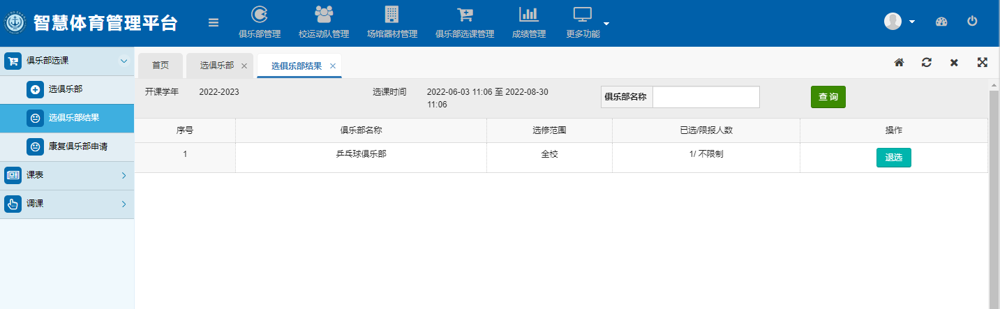 智慧体育管理平台
俱乐部管理
校运动队管理
场馆器材管理
俱乐部选课管理
成绩管理
更多功能
俱乐部选课
选俱乐部
选俱乐部结果
康复俱乐部申请
课表
调课
首页
选俱乐部
选俱乐部结果
开课学年 2022-2023 选课时间 2022-06-03 11:06 至 2022-08-30
11:06
俱乐部名称
查 询
序号 俱乐部名称 选修范围 已选/限报人数 操作
1 乒乓球俱乐部 全校 1/ 不限制 退选